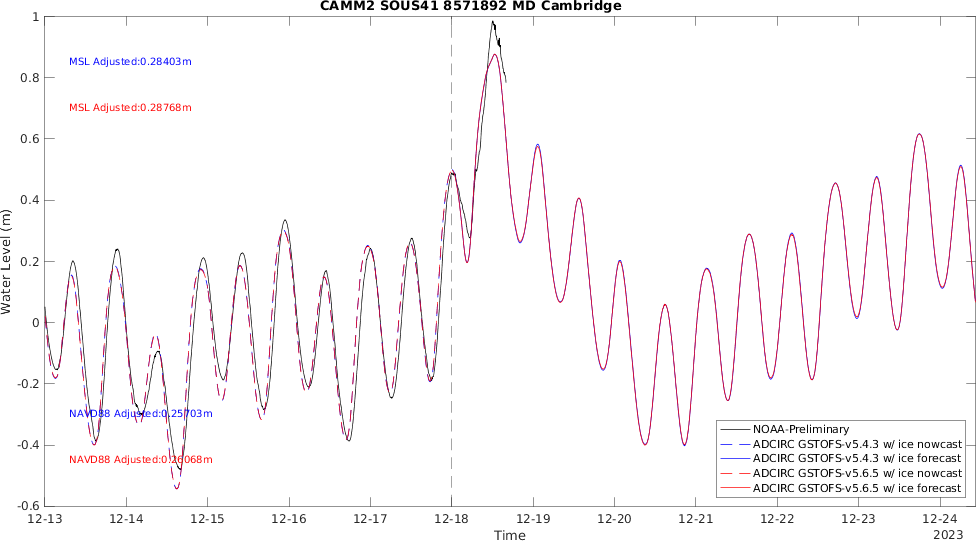 CAMM2 SOUS41 8571892 MD Cambridge
1
0.8
0.6
0.4
0.2
0
-0.2
-0.4
-0.6
Water Level (m)
MSL Adjusted:0.28403m
MSL Adjusted:0.28768m
NAVD88 Adjusted:0.25703m
NAVD88 Adjusted:0.26068m
NOAA-Preliminary
ADCIRC GSTOFS-v5.4.3 w/ ice nowcast
ADCIRC GSTOFS-v5.4.3 w/ ice forecast
ADCIRC GSTOFS-v5.6.5 w/ ice nowcast
ADCIRC GSTOFS-v5.6.5 w/ ice forecast
12-13 12-14 12-15 12-16 12-17 12-18 12-19 12-20 12-21 12-22 12-23 12-24
Time
2023